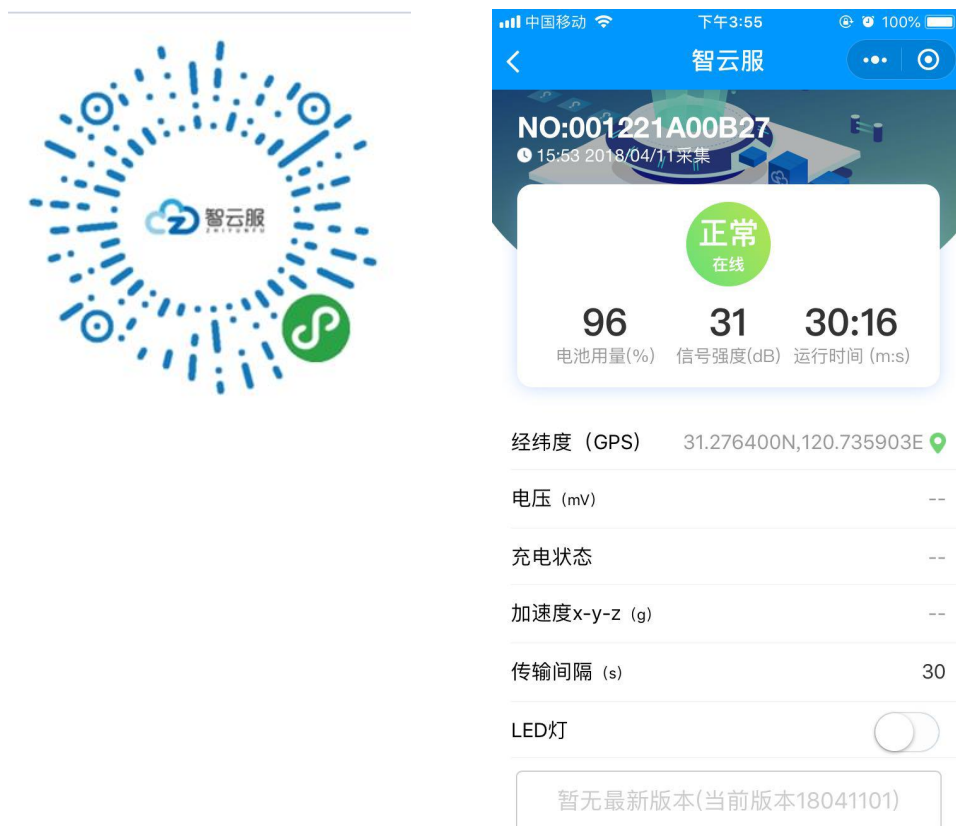 智云服
ZHIYUNFU
中国移动 下午3:55 100%
智云服
NO:001221A00B27
15:53 2018/04/11采集
正常
在线
96 31 30:16
电池用量(%) 信号强度(dB) 运行时间 (m:s)
经纬度（GPS） 31.276400N,120.735903E
电压（mV） --
充电状态 --
加速度x-y-z（g） --
传输间隔（s） 30
LED灯
暂无最新版本(当前版本18041101)